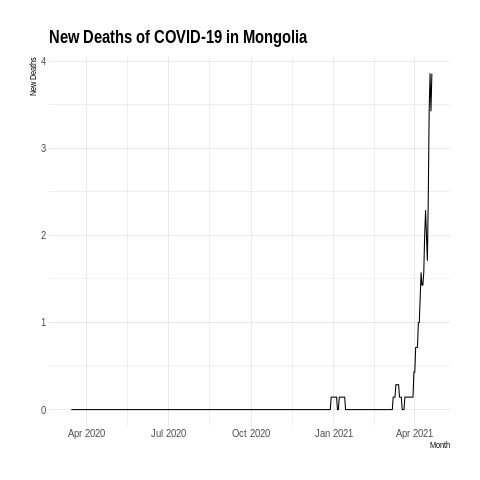 New Deaths of COVID-19 in Mongolia
New Deaths
4
3
2
1
0
Apr 2020 Jul 2020 Oct 2020 Jan 2021 Apr 2021
Month